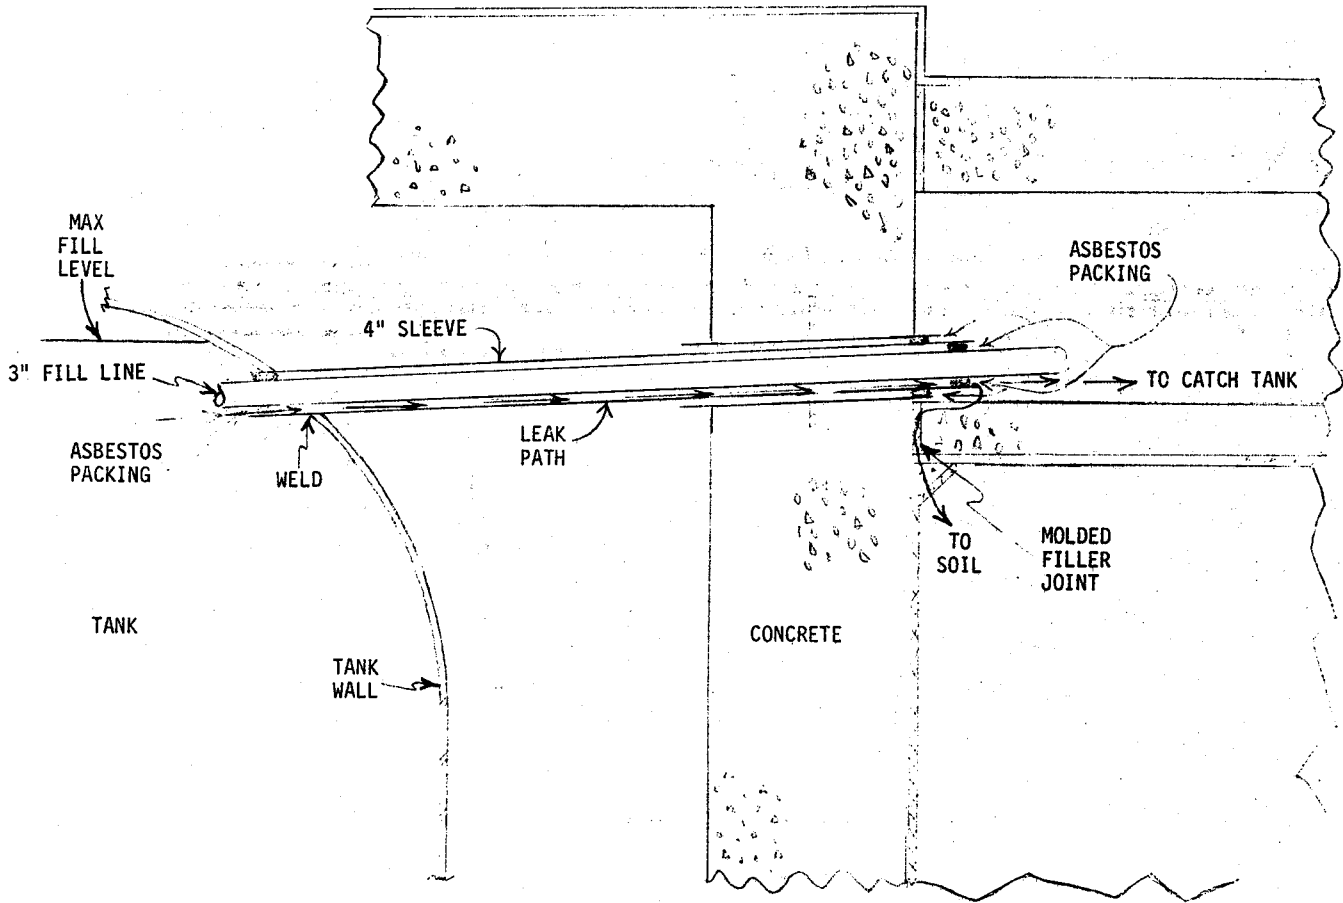 MAX
FILL
LEVEL
ASBESTOS
PACKING
4" SLEEVE
3" FILL LINE
TO CATCH TANK
LEAK
PATH
ASBESTOS
PACKING
WELD
TO
SOIL
MOLDED
FILLER
JOINT
TANK
CONCRETE
TANK
WALL